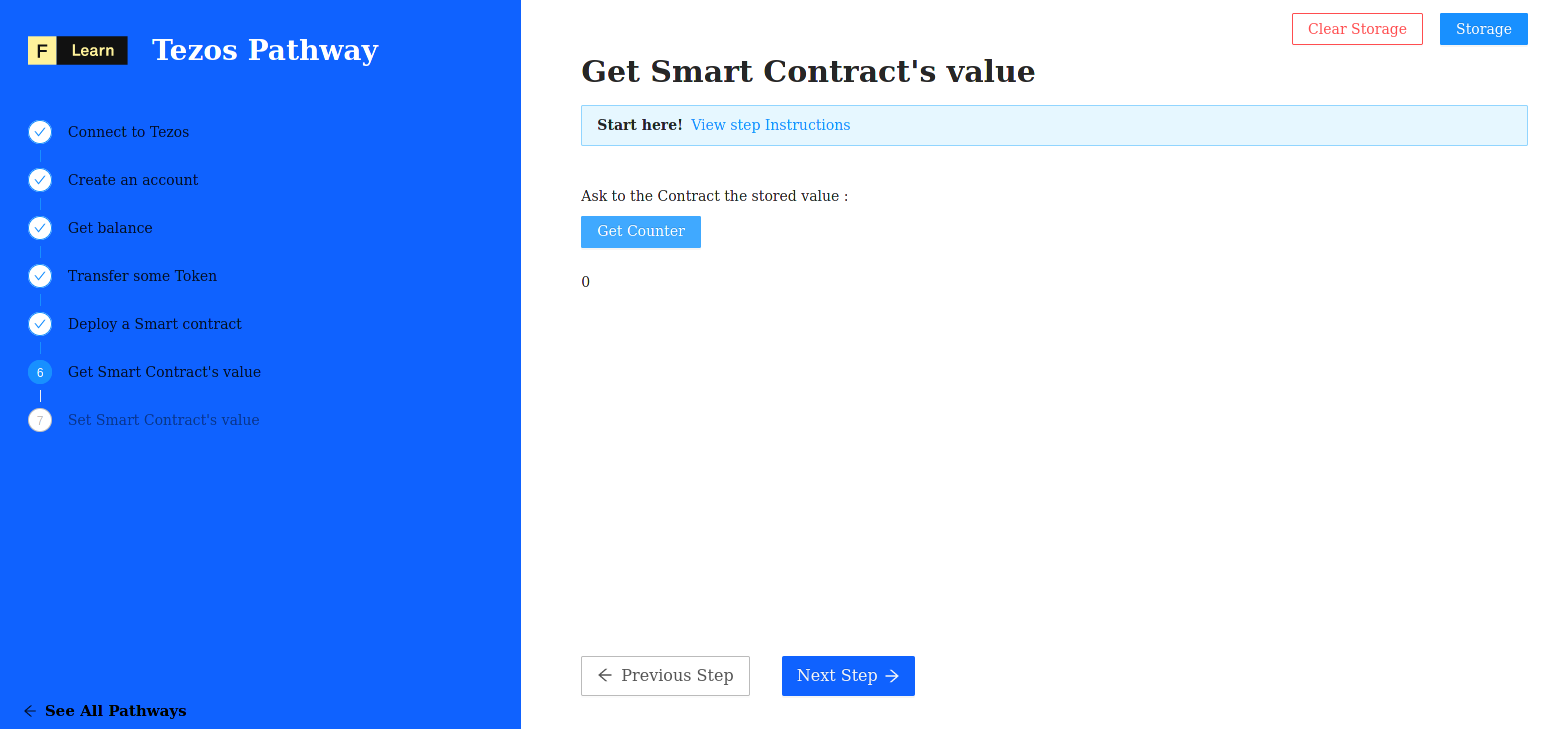 F Learn Tezos Pathway
Connect to Tezos
Create an account
Get balance
Transfer some Token
Deploy a Smart contract
6 Get Smart Contract's value
7 Set Smart Contract's value
See All Pathways
Clear Storage Storage
Get Smart Contract's value
Start here! View step Instructions
Ask to the Contract the stored value :
Get Counter
0
Previous Step Next Step